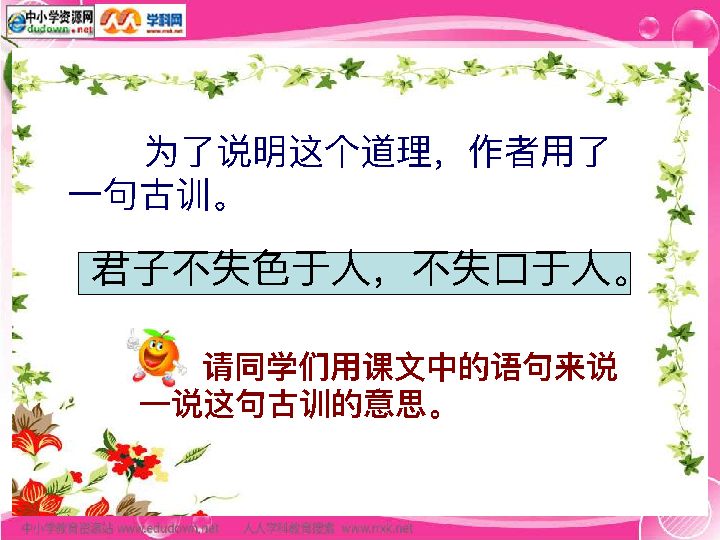 中小学资源网
edudown.net
学科网
www.nxk.net
为了说明这个道理，作者用了
一句古训。
君子不失色于人，不失口于人。
请同学们用课文中的语句来说
一说这句古训的意思。
中小学教育资源站 www.edudown.net 人人学科教育搜索 www.nxk.net